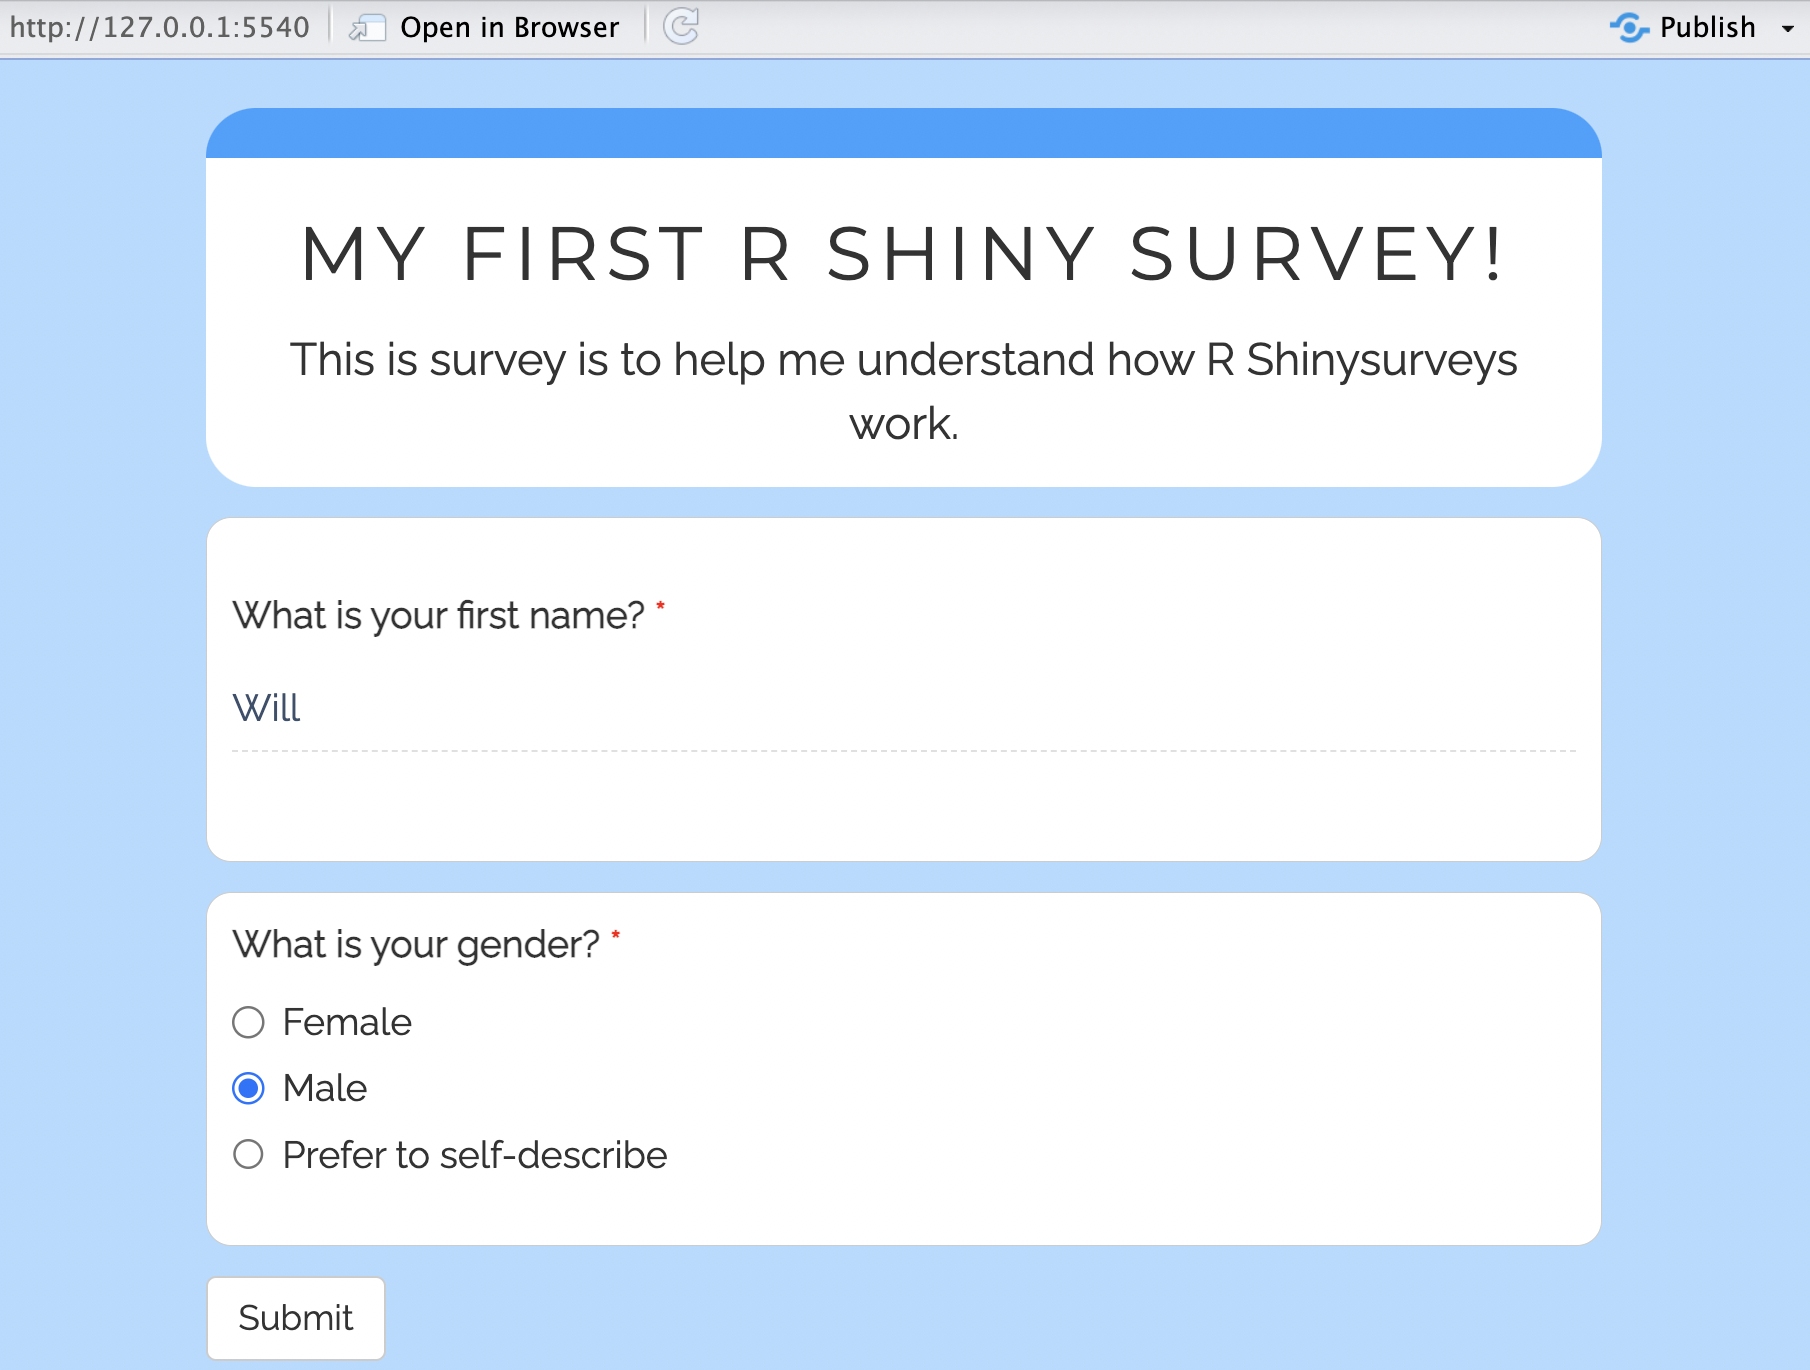 http://127.0.0.1:5540 Open in Browser Publish
MY FIRST R SHINY SURVEY!
This is survey is to help me understand how R Shinysurveys
work.
What is your first name? *
Will
What is your gender? *
Female
Male
Prefer to self-describe
Submit